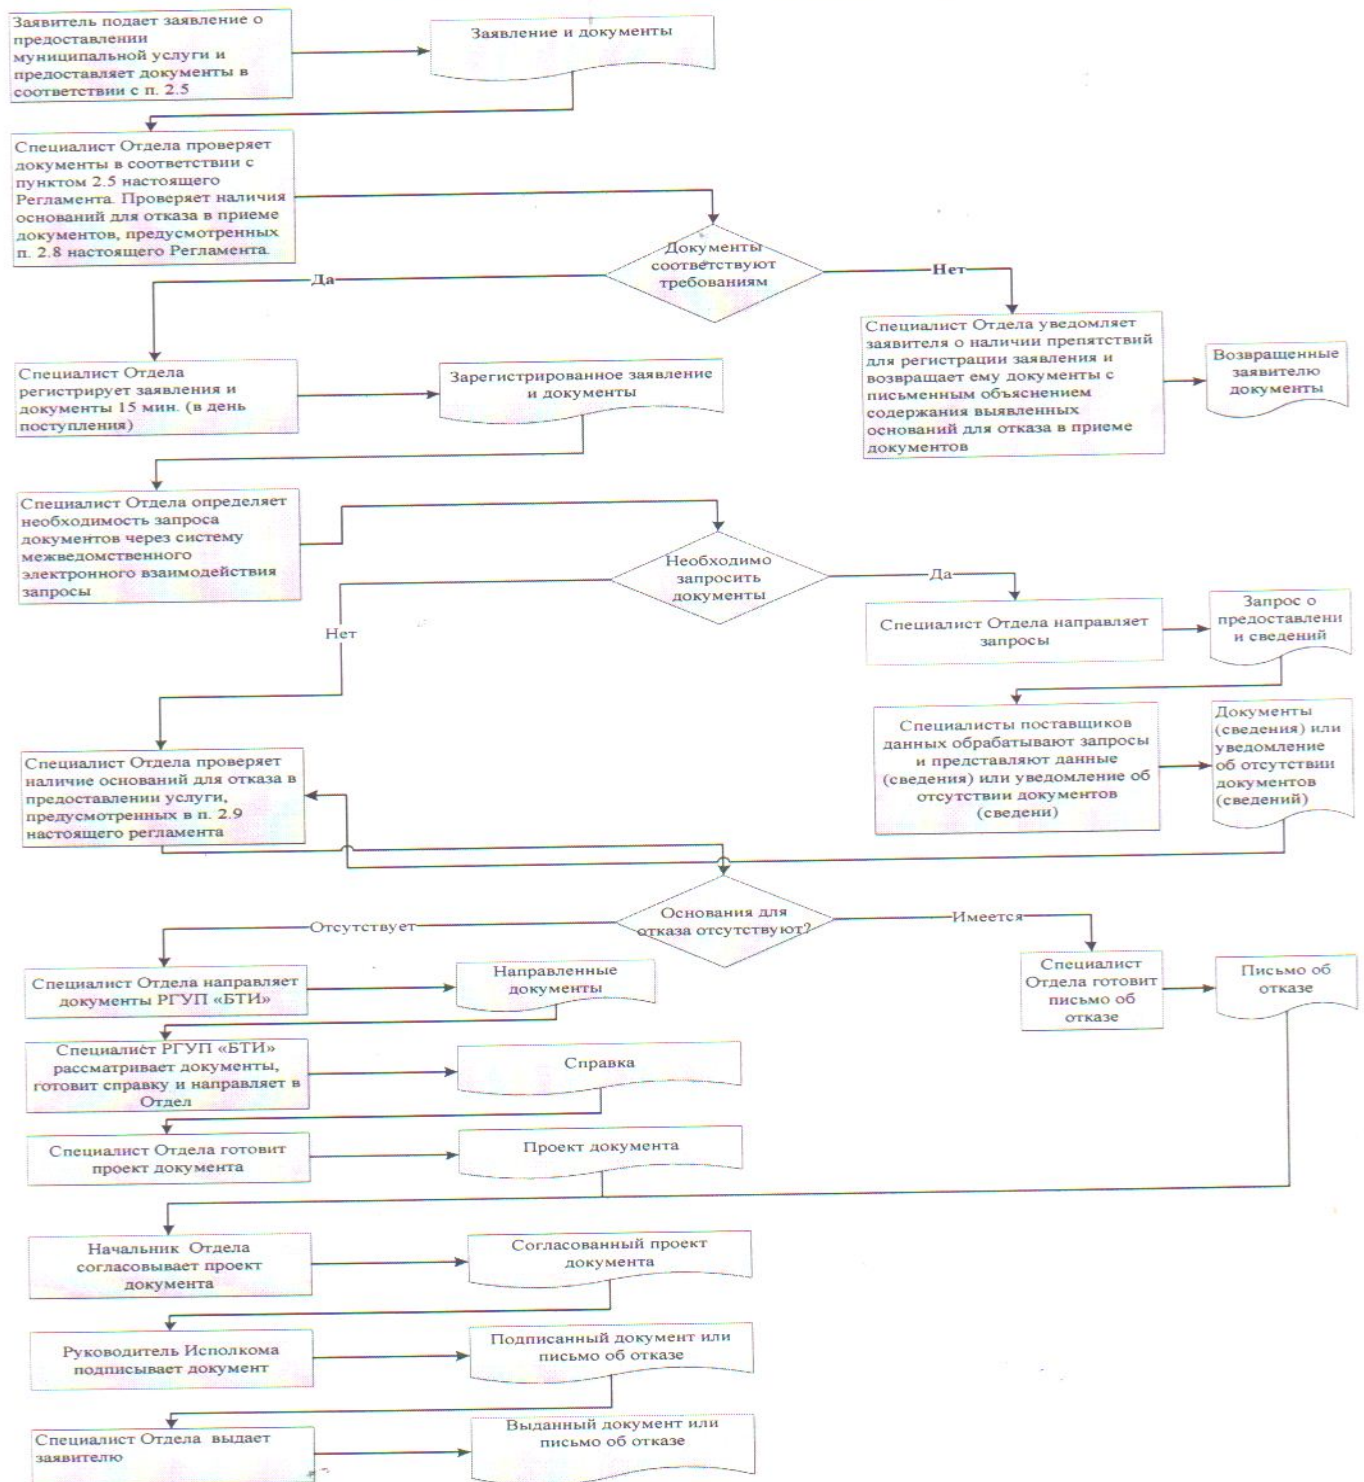 Заявитель подает заявление о
предоставлении
муниципальной услуги и
предоставляет документы в
соответствии с п. 2.5
Заявление и документы
Специалист Отдела проверяет
документы в соответствии с
пунктом 2.5 настоящего
Регламента. Проверяет наличия
оснований для отказа в приеме
документов, предусмотренных
п. 2.8 настоящего Регламента.
Документы
соответствуют
требованиям
Да
Нет
Специалист Отдела уведомляет
заявителя о наличии препятствий
для регистрации заявления и
возвращает ему документы с
письменным объяснением
содержания выявленных
оснований для отказа в приеме
документов
Возвращенные
заявителю
документы
Специалист Отдела
регистрирует заявления и
документы 15 мин. (в день
поступления)
Зарегистрированное заявление
и документы
Специалист Отдела определяет
необходимость запроса
документов через систему
межведомственного
электронного взаимодействия
запросы
Необходимо
запросить
документы
Да
Нет
Специалист Отдела направляет
запросы
Запрос о
предоставлени
и сведений
Специалисты поставщиков
данных обрабатывают запросы
и представляют данные
(сведения) или уведомление об
отсутствии документов
(сведени)
Документы
(сведения) или
уведомление
об отсутствии
документов
(сведений)
Специалист Отдела проверяет
наличие оснований для отказа в
предоставлении услуги,
предусмотренных в п. 2.9
настоящего регламента
Основания для
отказа отсутствуют?
Отсутствует
Имеется
Специалист Отдела направляет
документы РГУП «БТИ»
Направленные
документы
Специалист
Отдела готовит
письмо об
отказе
Письмо об
отказе
Специалист РГУП «БТИ»
рассматривает документы,
готовит справку и направляет в
Отдел
Справка
Специалист Отдела готовит
проект документа
Проект документа
Начальник Отдела
согласовывает проект
документа
Согласованный проект
документа
Руководитель Исполкома
подписывает документ
Подписанный документ или
письмо об отказе
Специалист Отдела выдает
заявителю
Выданный документ или
письмо об отказе